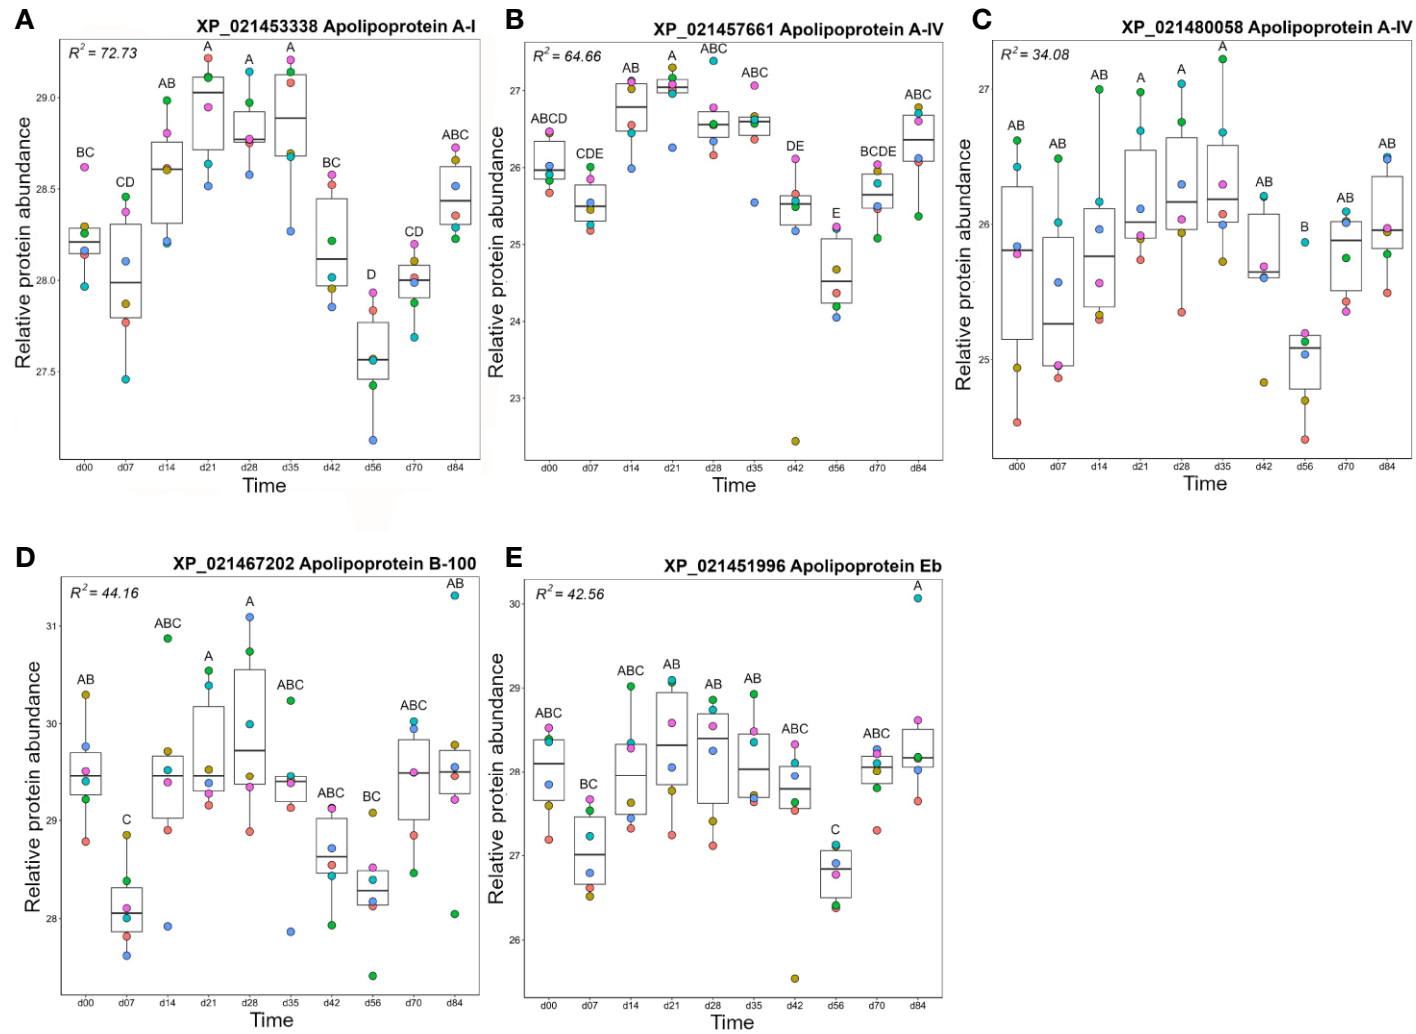 A
XP_021453338 Apolipoprotein A-I
R² = 72.73
A
A
A
AB
BC
CD
BC
D
CD
ABC
29.0
28.5
28.0
27.5
Relative protein abundance
d00 d07 d14 d21 d28 d35 d42 d56 d70 d84
Time
B
XP_021457661 Apolipoprotein A-IV
R² = 64.66
ABCD
CDE
AB
A
ABC
ABC
DE
E
BCDE
ABC
27
26
25
24
23
Relative protein abundance
d00 d07 d14 d21 d28 d35 d42 d56 d70 d84
Time
C
XP_021480058 Apolipoprotein A-IV
R² = 34.08
AB
AB
AB
A
A
A
AB
B
AB
AB
27
26
25
Relative protein abundance
d00 d07 d14 d21 d28 d35 d42 d56 d70 d84
Time
D
XP_021467202 Apolipoprotein B-100
R² = 44.16
AB
C
ABC
A
A
ABC
ABC
BC
ABC
AB
31
30
29
28
Relative protein abundance
d00 d07 d14 d21 d28 d35 d42 d56 d70 d84
Time
E
XP_021451996 Apolipoprotein Eb
R² = 42.56
ABC
BC
ABC
AB
AB
AB
ABC
C
ABC
A
30
29
28
27
26
Relative protein abundance
d00 d07 d14 d21 d28 d35 d42 d56 d70 d84
Time